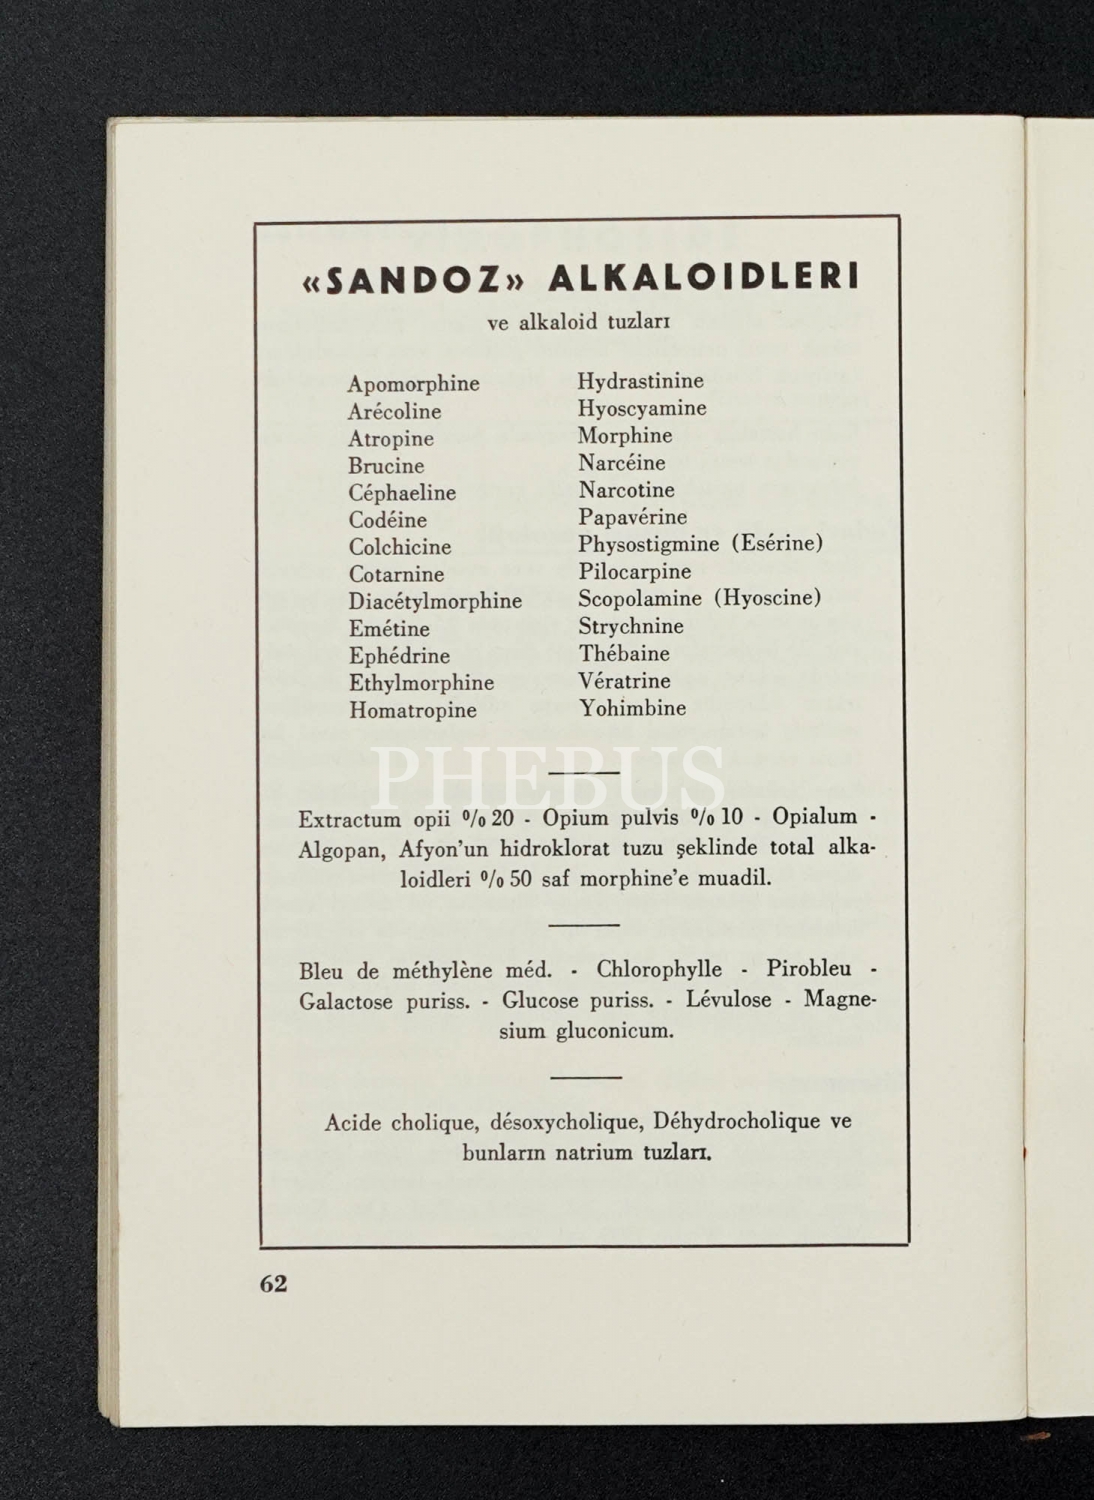 «SANDOZ» ALKALOIDLERI
ve alkaloid tuzları
Apomorphine
Arécoline
Atropine
Brucine
Céphaeline
Codéine
Colchicine
Cotarnine
Diacétylmorphine
Emétine
Ephédrine
Ethylmorphine
Homatropine
Hydrastinine
Hyoscyamine
Morphine
Narcéine
Narcotine
Papavérine
Physostigmine (Esérine)
Pilocarpine
Scopolamine (Hyoscine)
Strychnine
Thébaine
Vératrine
Yohimbine
PHEBUS
Extractum opii %20 - Opium pulvis %10 - Opialum -
Algopan, Afyon'un hidroklorat tuzu şeklinde total alka-
loidleri %50 saf morphine'e muadil.
Bleu de méthylène méd. - Chlorophylle - Pirobleu -
Galactose puriss. - Glucose puriss. - Lévulose - Magne-
sium gluconicum.
Acide cholique, désoxycholique, Déhydrocholique ve
bunların natrium tuzları.
62